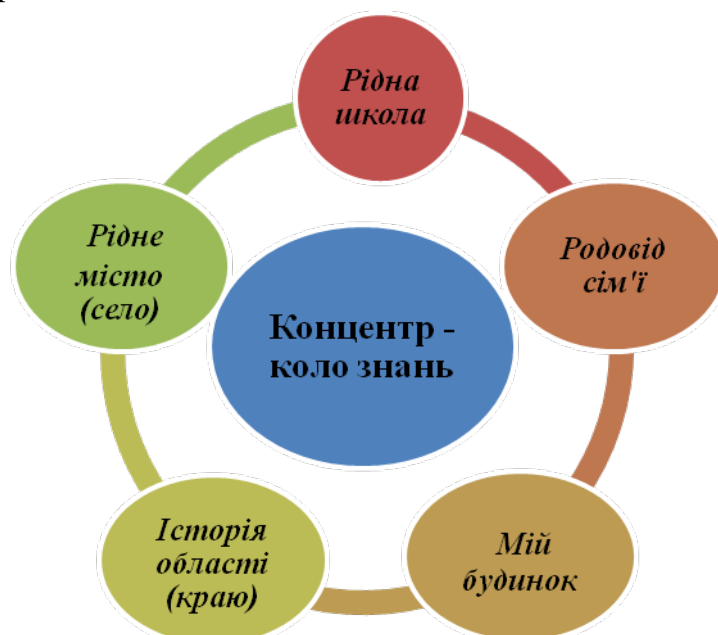 Рідна
школа
Родовід
сім'ї
Мій
будинок
Історія
області
(краю)
Рідне
місто
(село)
Концентр -
коло знань